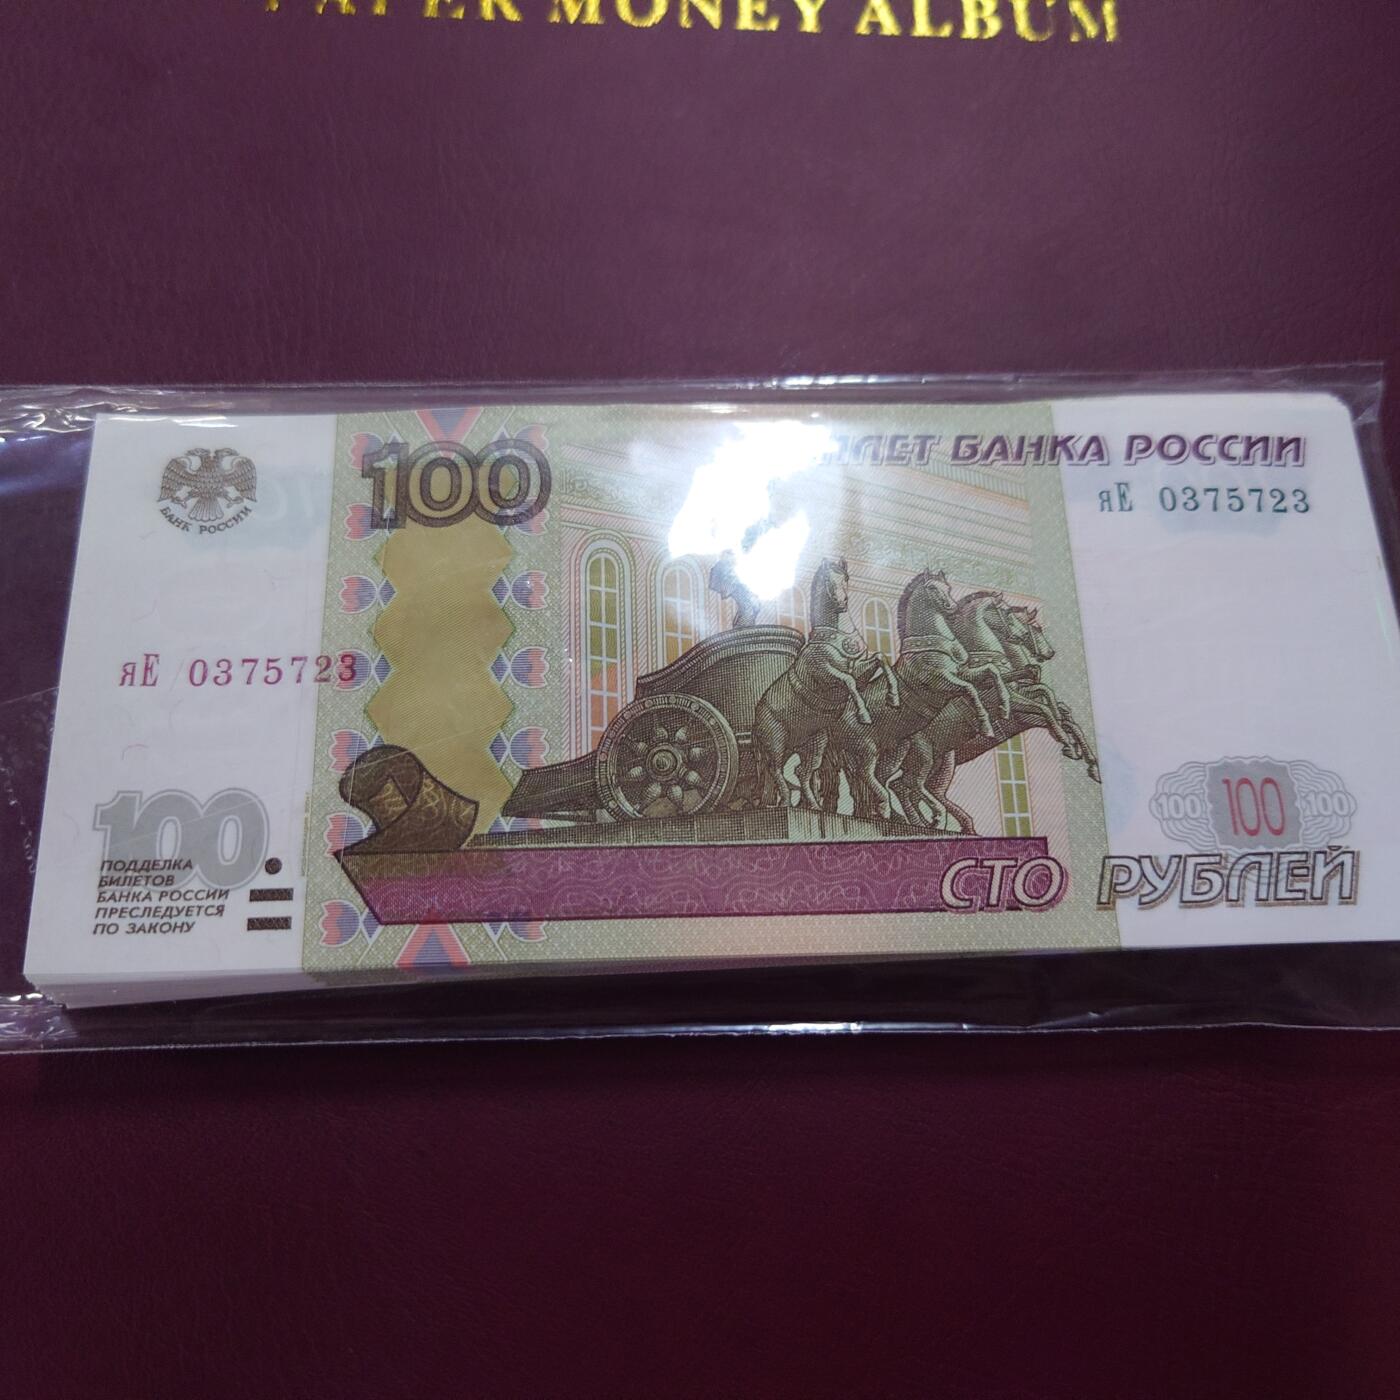 PAPER MONEY ALBUM
100
БИЛЕТ БАНКА РОССИИ
яЕ 0375723
БАНК РОССИИ
яЕ 0375723
100
100 100 100
ПОДДЕЛКА
БИЛЕТОВ
БАНКА РОССИИ
ПРЕСЛЕДУЕТСЯ
ПО ЗАКОНУ
СТО РУБЛЕЙ